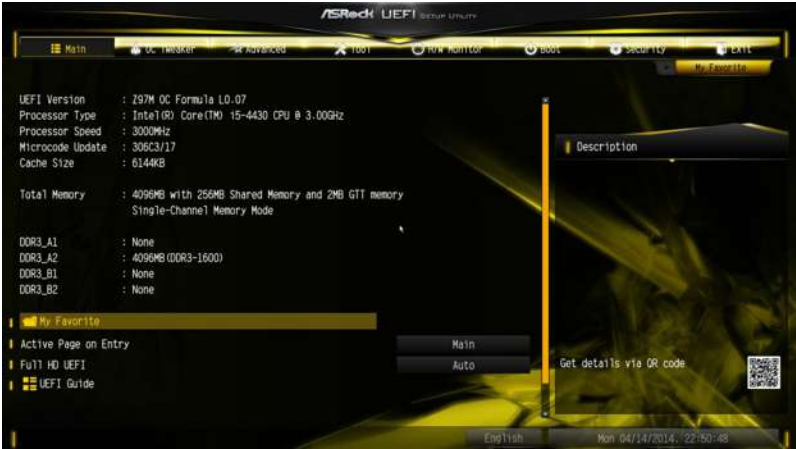 ASRock UEFI SETUP UTILITY
Main OC Tweaker Advanced Tool H/W Monitor Boot Security Exit
My Favorite
UEFI Version : Z97M OC Formula L0.07
Processor Type : Intel(R) Core(TM) i5-4430 CPU @ 3.00GHz
Processor Speed : 3000MHz
Microcode Update : 306C3/17
Cache Size : 6144KB
Total Memory : 4096MB with 256MB Shared Memory and 2MB GTT memory
Single-Channel Memory Mode
DDR3_A1 : None
DDR3_A2 : 4096MB(DDR3-1600)
DDR3_B1 : None
DDR3_B2 : None
My Favorite
Active Page on Entry Main
Full HD UEFI Auto
UEFI Guide
Description
Get details via QR code
English Mon 04/14/2014, 22:50:48